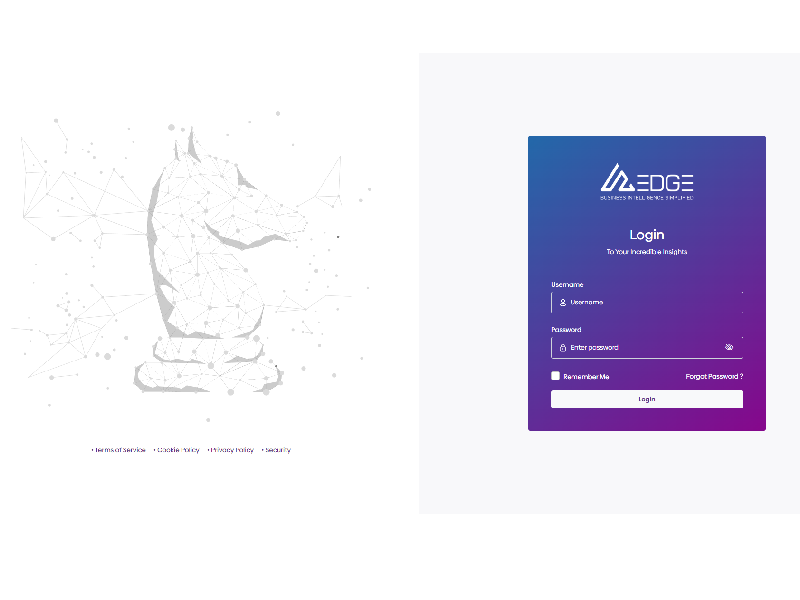 EDGE
BUSINESS INTELLIGENCE SIMPLIFIED
Login
To Your Incredible Insights
Username
Username
Password
Enter password
Remember Me
Forgot Password ?
Login
• Terms of Service • Cookie Policy • Privacy Policy • Security